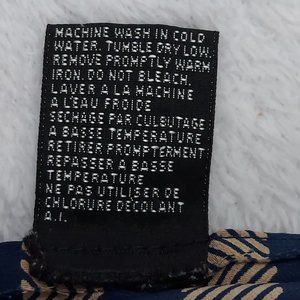 MACHINE WASH IN COLD
WATER. TUMBLE DRY LOW.
REMOVE PROMPTLY WARM
IRON. DO NOT BLEACH.
LAVER A LA MACHINE
A L'EAU FROIDE
SECHAGE PAR CULBUTAGE
A BASSE TEMPERATURE
RETIRER PROMPTERMENT
REPASSER A BASSE
TEMPERATURE
NE PAS UTILISER DE
CHLORURE DECOLANT
A.I.